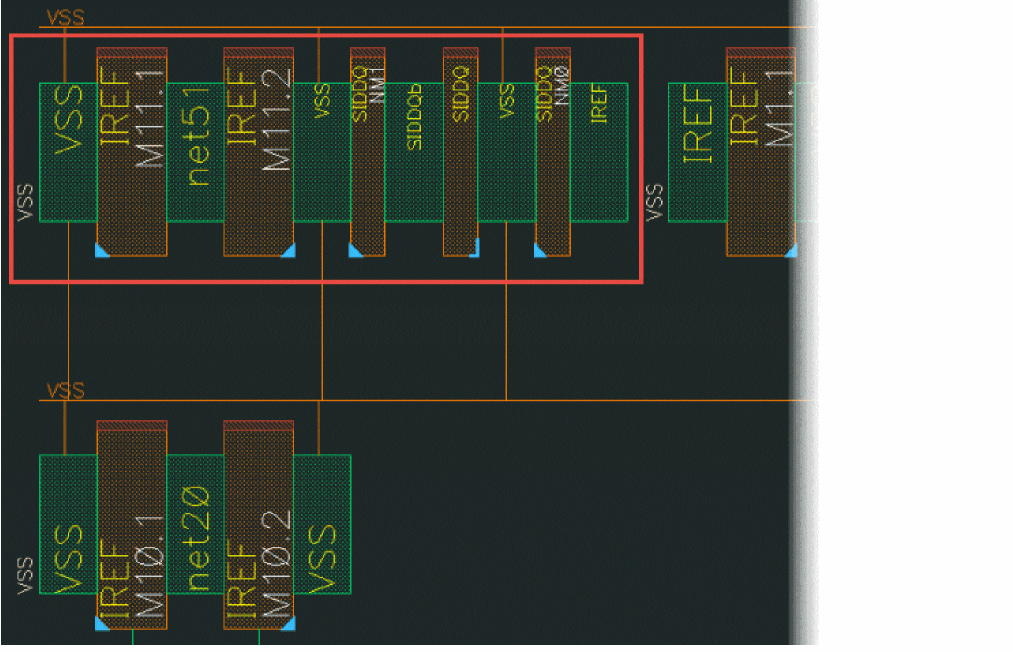 VSS
VSS
IREF
M11.1
net51
IREF
M11.2
VSS
SIDDQ
NM1
SIDDQb
SIDDQ
VSS
SIDDQ
NM0
IREF
VSS
VSS
IREF
IREF
M1.1
VSS
VSS
VSS
IREF
M10.1
net20
IREF
M10.2
VSS